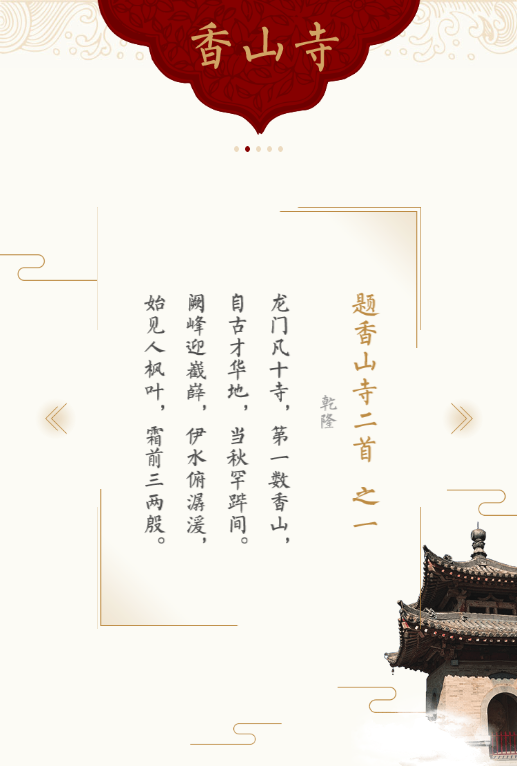 香山寺
题香山寺二首 之一
乾隆
龙门凡十寺，第一数香山，
自古才华地，当秋罕跸间。
阙峰迎嶻嶭，伊水俯潺湲，
始见人枫叶，霜前三两殷。